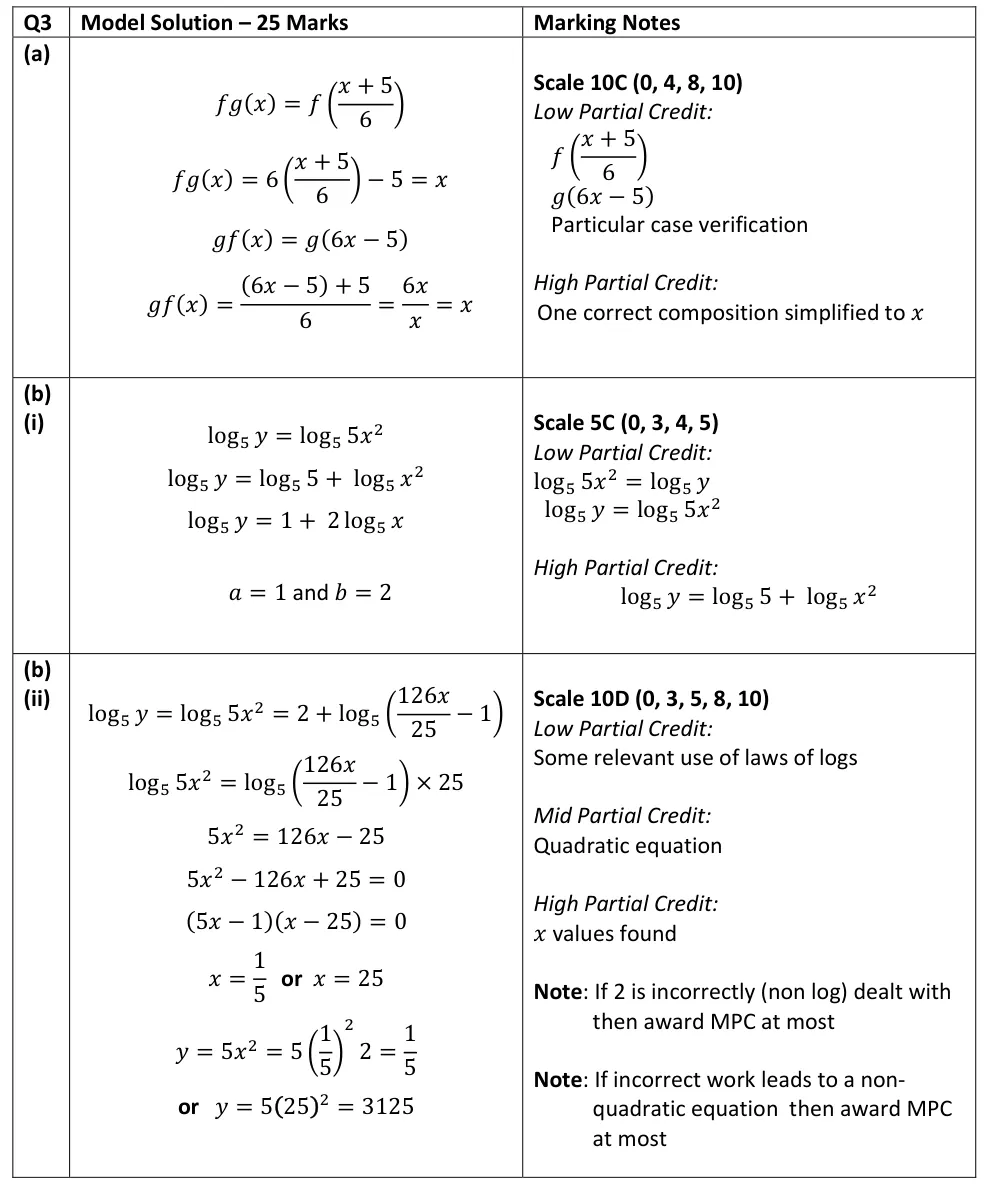 Q3 Model Solution – 25 Marks Marking Notes
(a)
fg(x) = f((x + 5)/6)
fg(x) = 6((x + 5)/6) − 5 = x
gf(x) = g(6x − 5)
gf(x) = ((6x − 5) + 5)/6 = 6x/x = x
Scale 10C (0, 4, 8, 10)
Low Partial Credit:
f((x + 5)/6)
g(6x − 5)
Particular case verification
High Partial Credit:
One correct composition simplified to x
(b)
(i)
log₅ y = log₅ 5x²
log₅ y = log₅ 5 + log₅ x²
log₅ y = 1 + 2 log₅ x
a = 1 and b = 2
Scale 5C (0, 3, 4, 5)
Low Partial Credit:
log₅ 5x² = log₅ y
log₅ y = log₅ 5x²
High Partial Credit:
log₅ y = log₅ 5 + log₅ x²
(b)
(ii)
log₅ y = log₅ 5x² = 2 + log₅ (126x/25 − 1)
log₅ 5x² = log₅ (126x/25 − 1) × 25
5x² = 126x − 25
5x² − 126x + 25 = 0
(5x − 1)(x − 25) = 0
x = 1/5 or x = 25
y = 5x² = 5(1/5)² 2 = 1/5
or y = 5(25)² = 3125
Scale 10D (0, 3, 5, 8, 10)
Low Partial Credit:
Some relevant use of laws of logs
Mid Partial Credit:
Quadratic equation
High Partial Credit:
x values found
Note: If 2 is incorrectly (non log) dealt with
then award MPC at most
Note: If incorrect work leads to a non-
quadratic equation then award MPC
at most